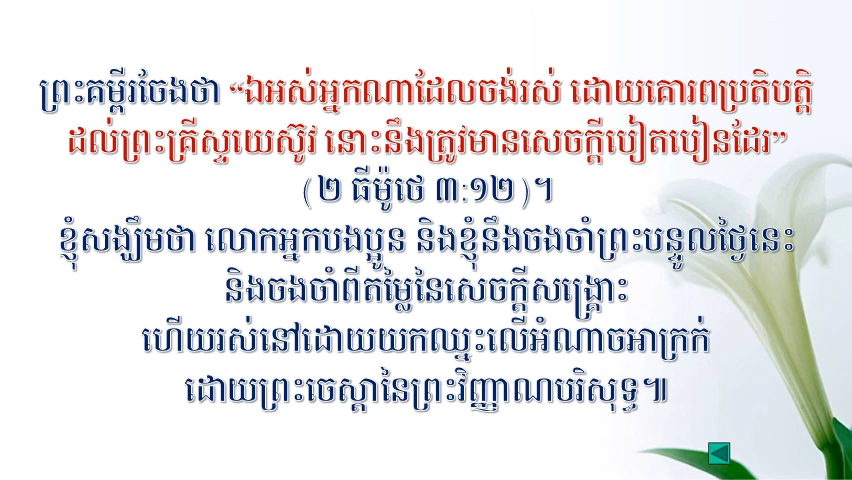 ព្រះគម្ពីរចែងថា “ឯអស់អ្នកណាដែលចង់រស់ ដោយគោរពប្រតិបត្តិ
ដល់ព្រះគ្រីស្ទយេស៊ូវ នោះនឹងត្រូវមានសេចក្ដីបៀតបៀនដែរ”
(២ ធីម៉ូថេ ៣:១២)។
ខ្ញុំសង្ឃឹមថា លោកអ្នកបងប្អូន និងខ្ញុំនឹងចងចាំព្រះបន្ទូលថ្ងៃនេះ
និងចងចាំពីតម្លៃនៃសេចក្ដីសង្គ្រោះ
ហើយរស់នៅដោយយកឈ្នះលើអំណាចអាក្រក់
ដោយព្រះចេស្ដានៃព្រះវិញ្ញាណបរិសុទ្ធ៕